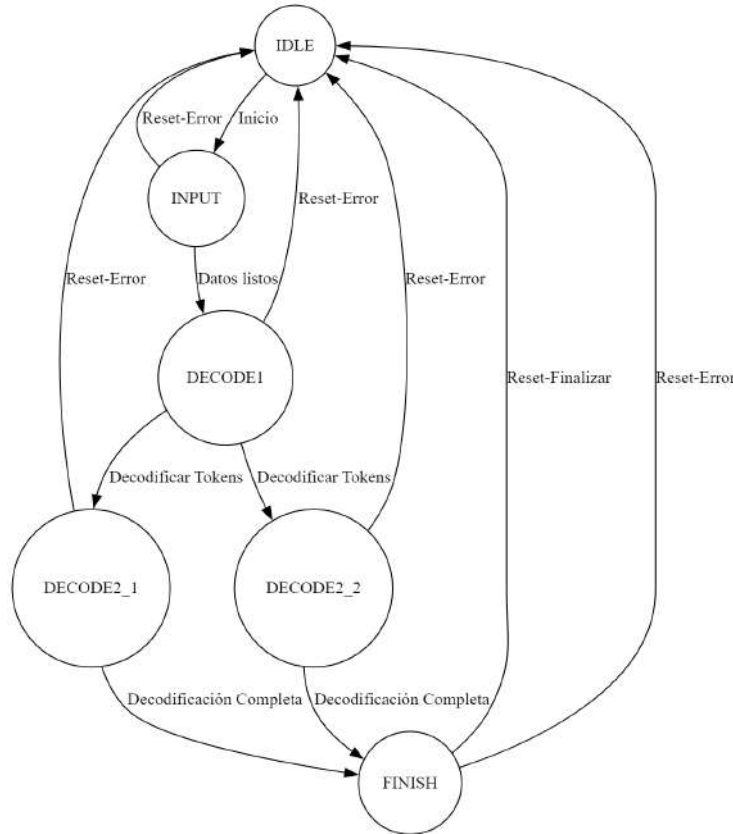 IDLE
Reset-Error
Inicio
INPUT
Reset-Error
Reset-Error
Datos listos
Reset-Error
DECODE1
Reset-Finalizar
Reset-Error
Decodificar Tokens
Decodificar Tokens
DECODE2_1
DECODE2_2
Decodificación Completa
Decodificación Completa
FINISH